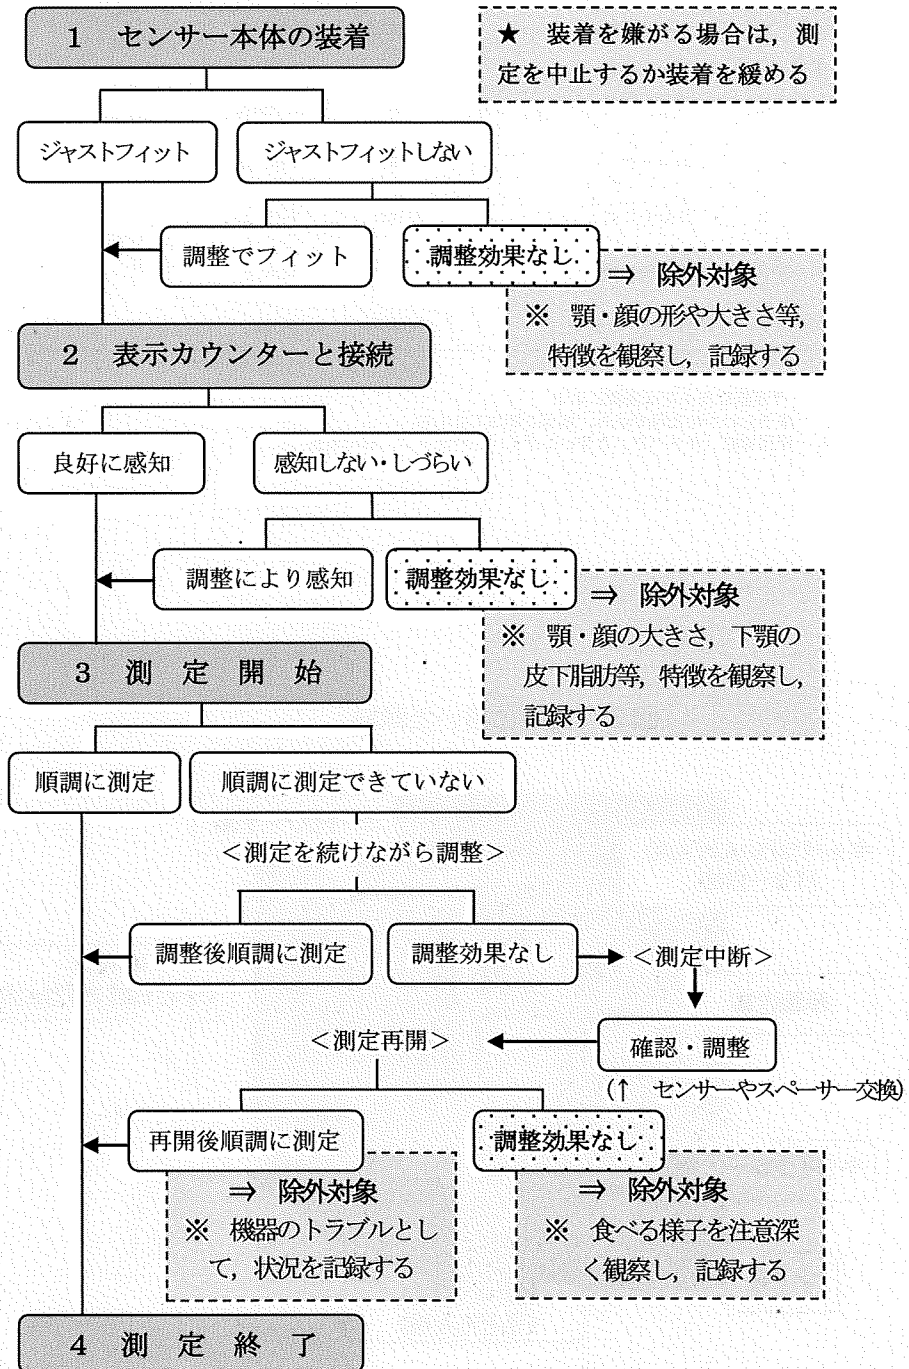 1 センサー本体の装着
★ 装着を嫌がる場合は，測
定を中止するか装着を緩める
ジャストフィット
ジャストフィットしない
調整でフィット
調整効果なし
⇒ 除外対象
※ 顎・顔の形や大きさ等，
特徴を観察し，記録する
2 表示カウンターと接続
良好に感知
感知しない・しづらい
調整により感知
調整効果なし
⇒ 除外対象
※ 顎・顔の大きさ，下顎の
皮下脂肪等，特徴を観察し，
記録する
3 測 定 開 始
順調に測定
順調に測定できていない
＜測定を続けながら調整＞
調整後順調に測定
調整効果なし
＜測定中断＞
＜測定再開＞
確認・調整
(↑ センサーやスペーサー交換)
再開後順調に測定
調整効果なし
⇒ 除外対象
※ 機器のトラブルとし
て，状況を記録する
⇒ 除外対象
※ 食べる様子を注意深
く観察し，記録する
4 測 定 終 了